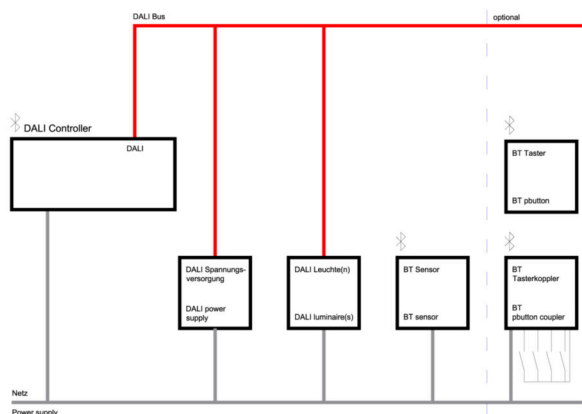 DALI Bus
optional
DALI Controller
DALI
BT Taster
BT pbutton
DALI Spannungs-
versorgung
DALI power
supply
DALI Leuchte(n)
DALI luminaire(s)
BT Sensor
BT sensor
BT
Tasterkoppler
BT
pbutton coupler
Netz
Power supply